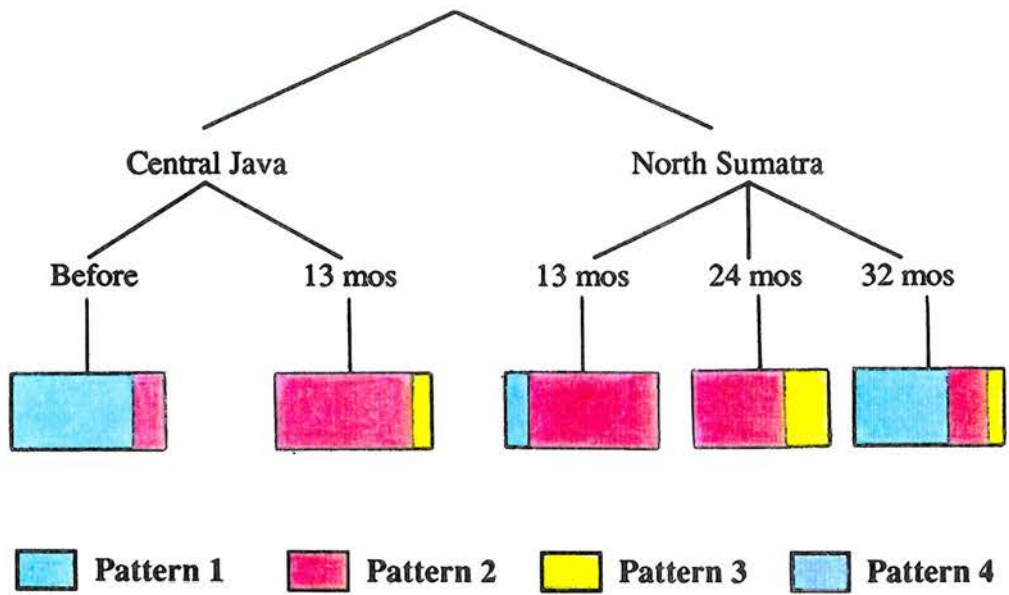 Central Java North Sumatra
Before 13 mos 13 mos 24 mos 32 mos
Pattern 1 Pattern 2 Pattern 3 Pattern 4